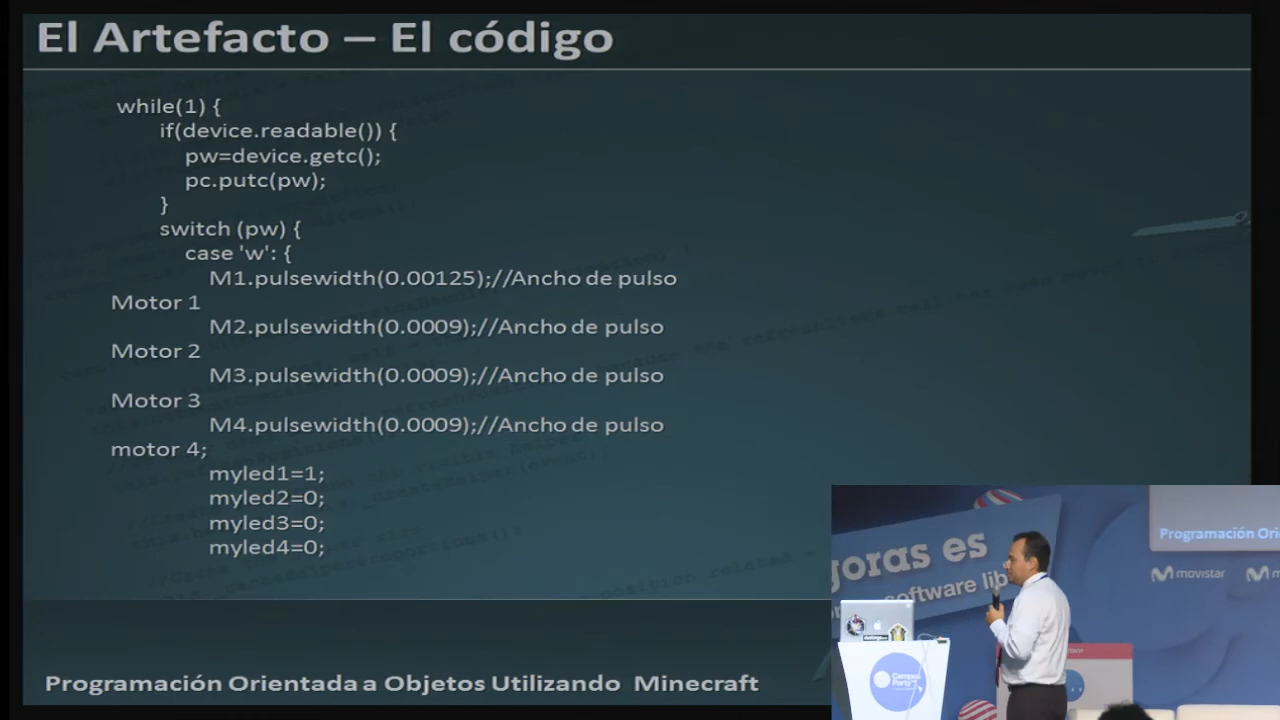 El Artefacto – El código
while(1) {
if(device.readable()) {
pw=device.getc();
pc.putc(pw);
}
switch (pw) {
case 'w': {
M1.pulsewidth(0.00125);//Ancho de pulso
Motor 1
M2.pulsewidth(0.0009);//Ancho de pulso
Motor 2
M3.pulsewidth(0.0009);//Ancho de pulso
Motor 3
M4.pulsewidth(0.0009);//Ancho de pulso
motor 4;
myled1=1;
myled2=0;
myled3=0;
myled4=0;
goras es
software lib
Programación Ori
movistar
Campus
Party
Programación Orientada a Objetos Utilizando Minecraft